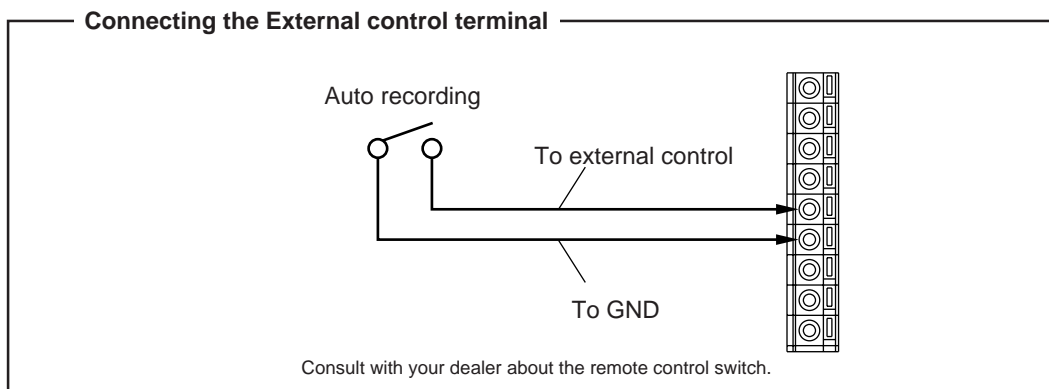 Connecting the External control terminal
Auto recording
To external control
To GND
Consult with your dealer about the remote control switch.